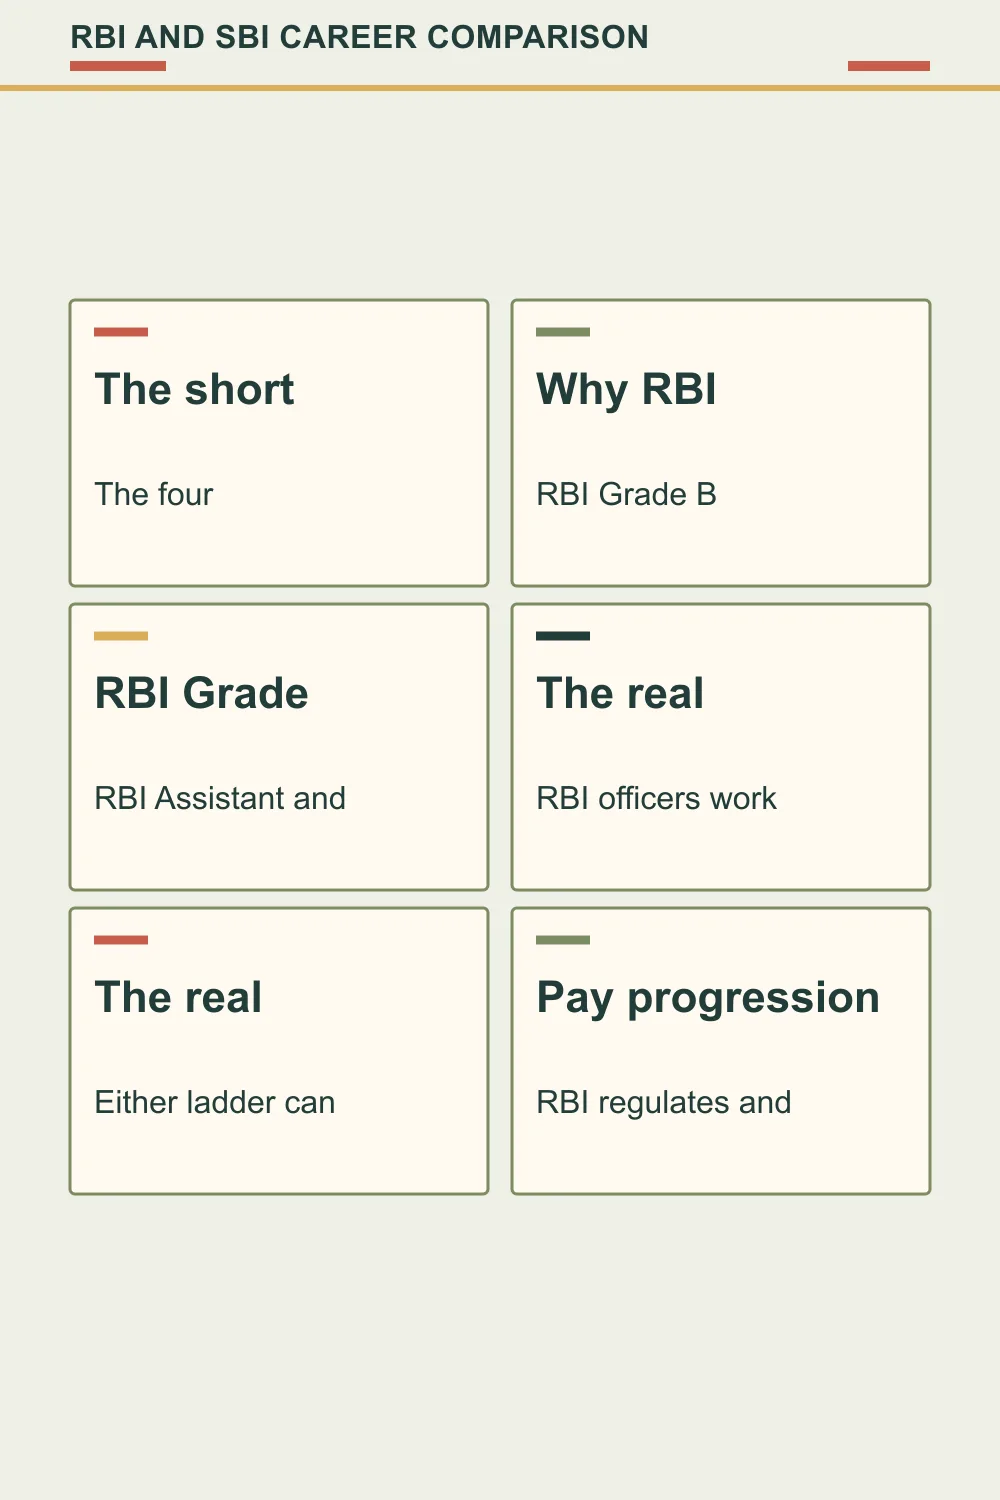 RBI AND SBI CAREER COMPARISON
The short
The four
Why RBI
RBI Grade B
RBI Grade
RBI Assistant and
The real
RBI officers work
The real
Either ladder can
Pay progression
RBI regulates and